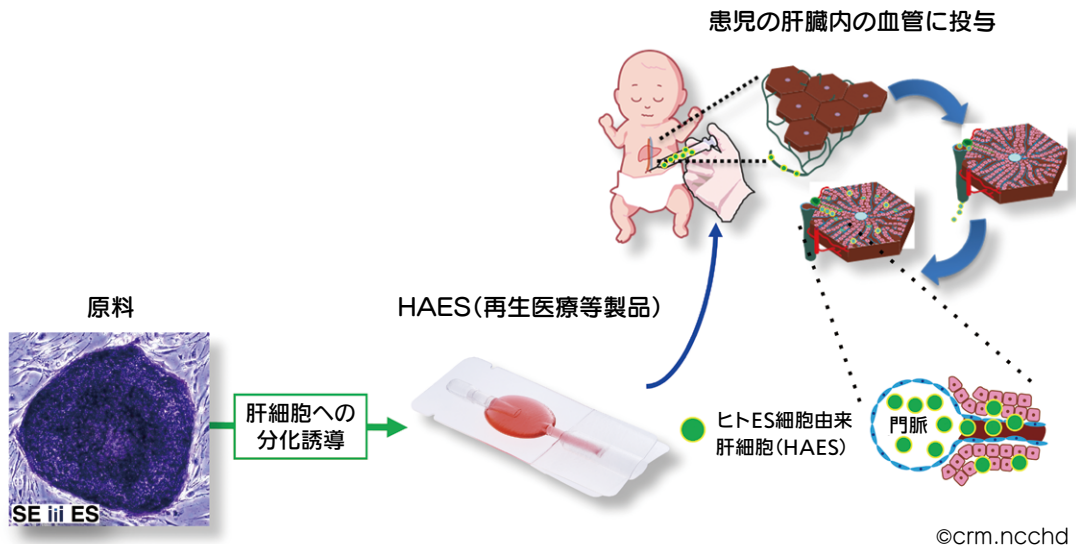 患児の肝臓内の血管に投与
原料
HAES(再生医療等製品)
肝細胞への
分化誘導
ヒトES細胞由来
肝細胞(HAES)
門脈
SE iii ES
©crm.ncchd